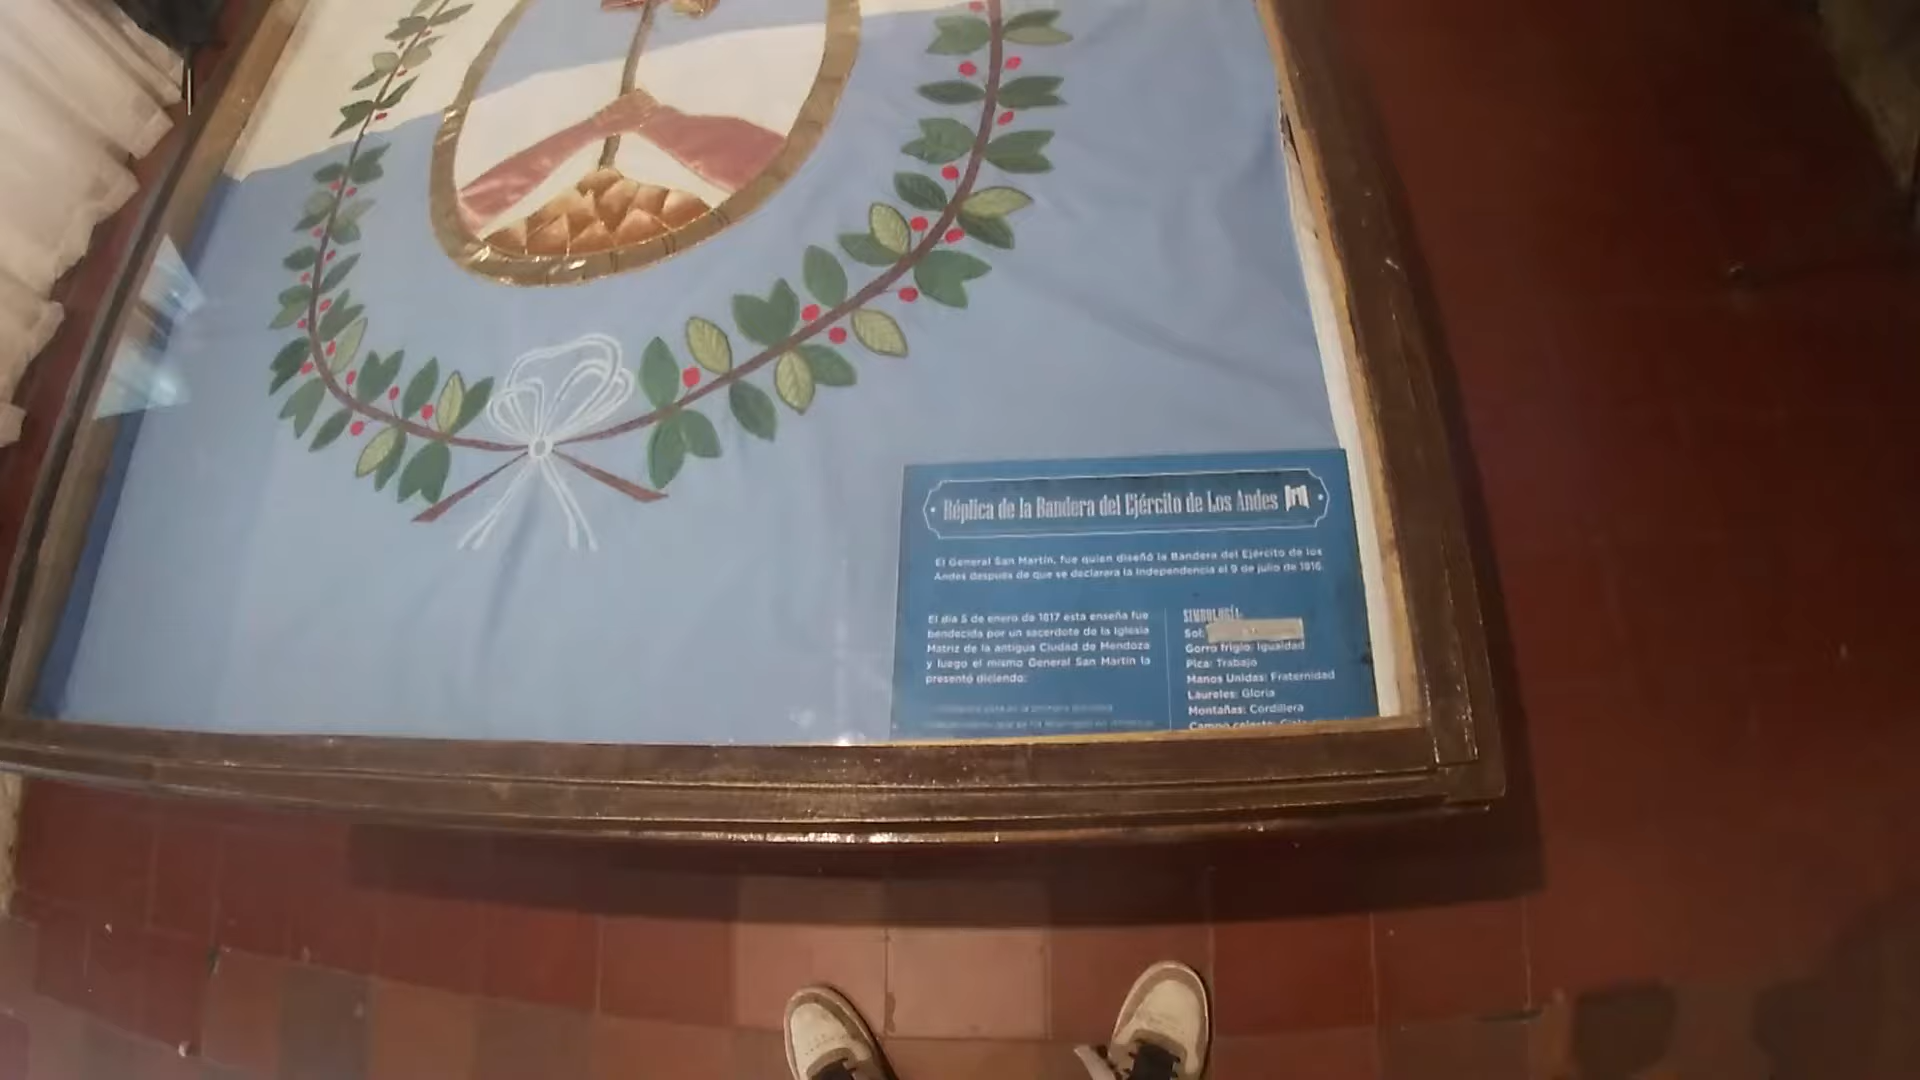 Réplica de la Bandera del Ejército de Los Andes
El General San Martín, fue quien diseñó la Bandera del Ejército de los
Andes después de que se declarara la Independencia el 9 de julio de 1816.
El día 5 de enero de 1817 esta enseña fue
bendecida por un sacerdote de la Iglesia
Matriz de la antigua Ciudad de Mendoza
y luego el mismo General San Martín la
presentó diciendo:
SIMBOLOGÍA:
Sol:
Gorro frigio: Igualdad
Pica: Trabajo
Manos Unidas: Fraternidad
Laureles: Gloria
Montañas: Cordillera
Campo celeste: